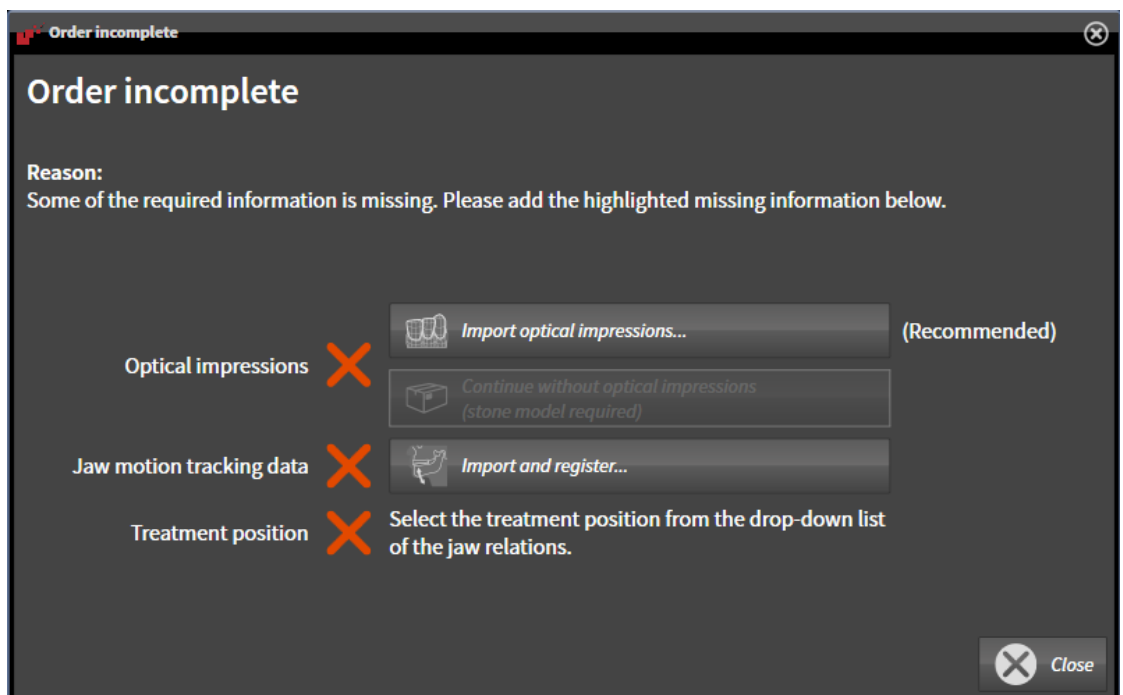 Order incomplete
Order incomplete
Reason:
Some of the required information is missing. Please add the highlighted missing information below.
Import optical impressions...
(Recommended)
Optical impressions
Continue without optical impressions
(stone model required)
Jaw motion tracking data
Import and register...
Treatment position
Select the treatment position from the drop-down list
of the jaw relations.
Close